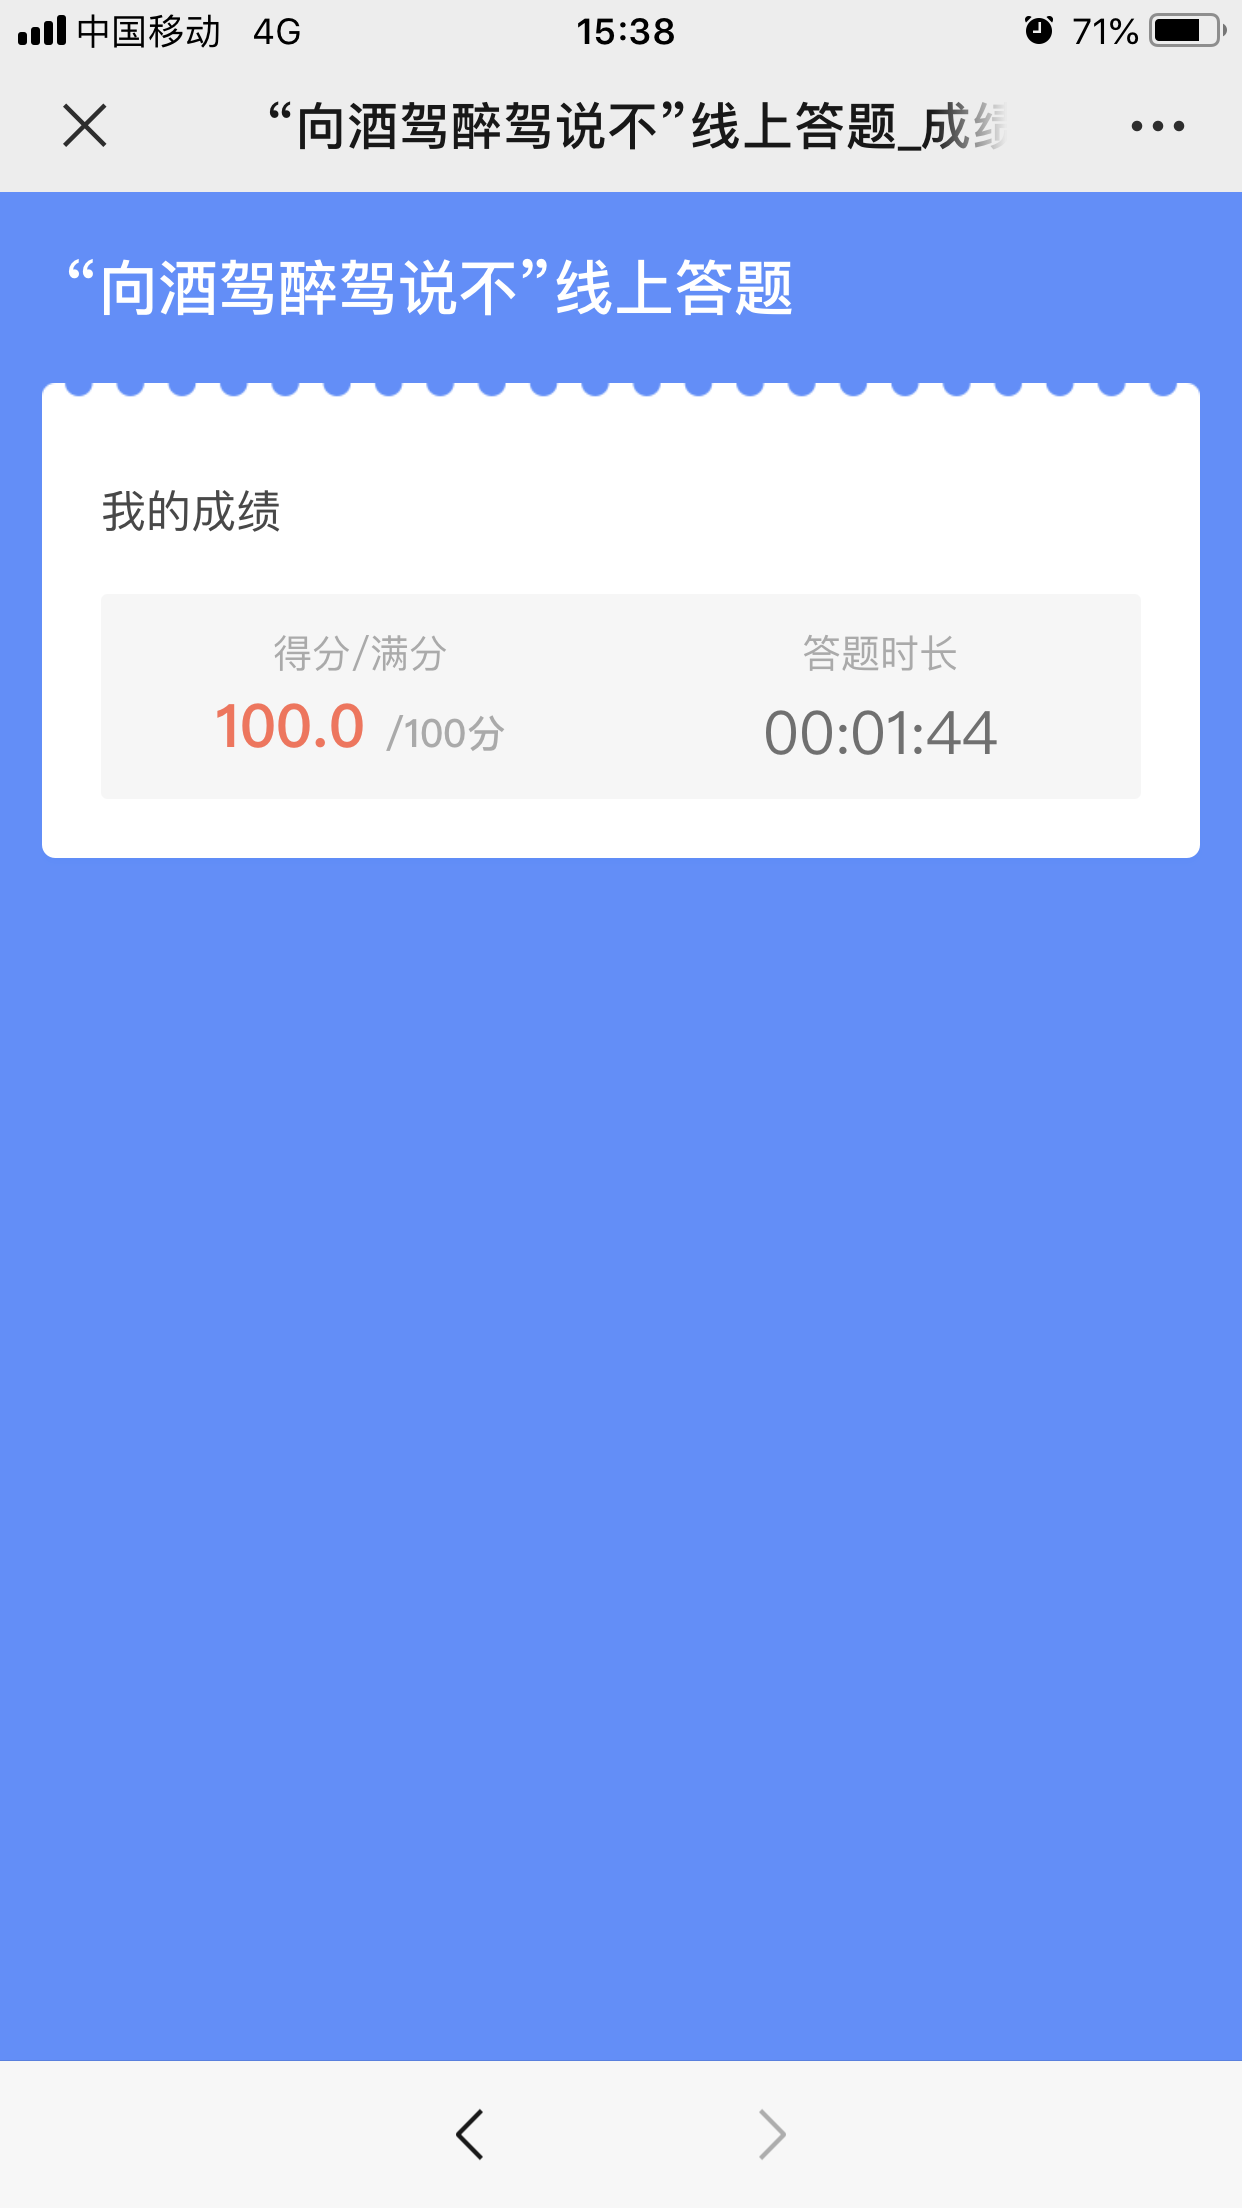 中国移动 4G 15:38 71%
“向酒驾醉驾说不”线上答题_成绩
“向酒驾醉驾说不”线上答题
我的成绩
得分/满分 答题时长
100.0 /100分 00:01:44